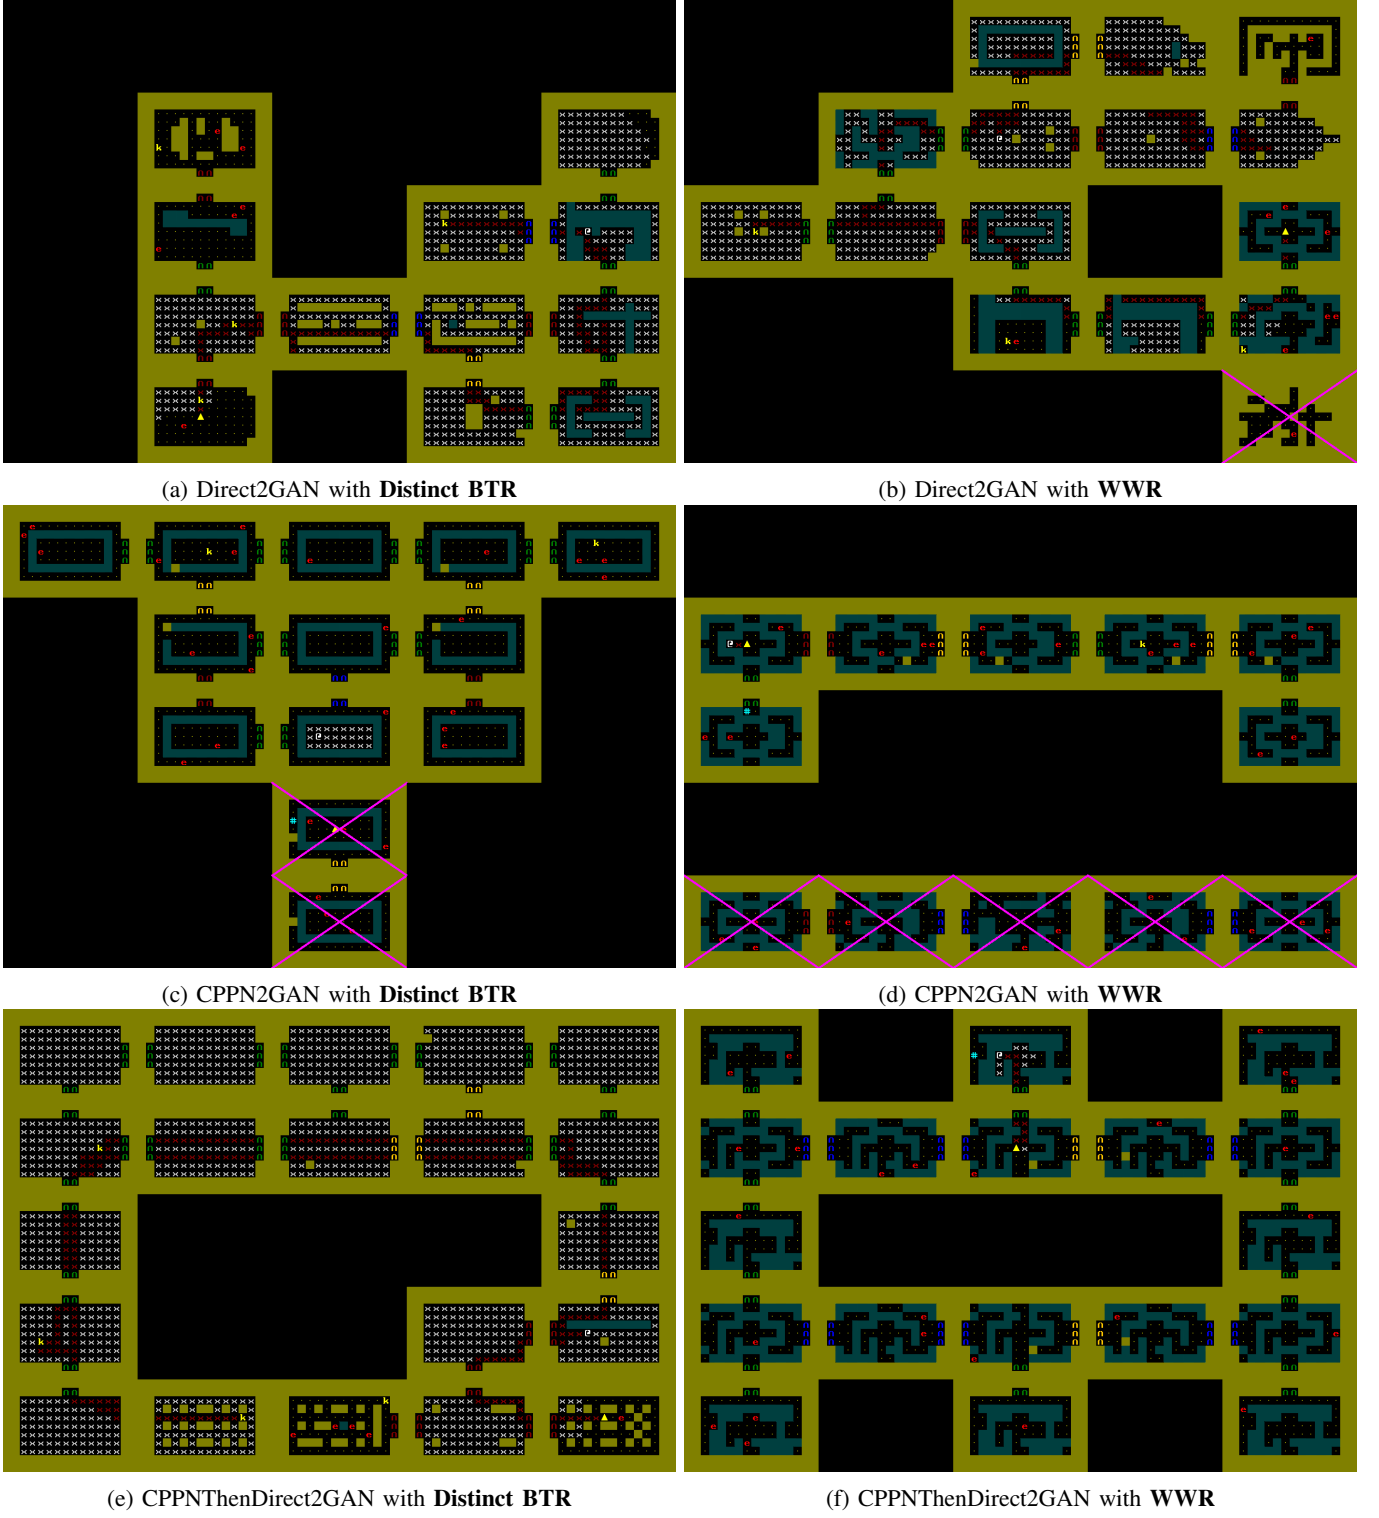 (a) Direct2GAN with Distinct BTR
(b) Direct2GAN with WWR
(c) CPPN2GAN with Distinct BTR
(d) CPPN2GAN with WWR
(e) CPPNThenDirect2GAN with Distinct BTR
(f) CPPNThenDirect2GAN with WWR